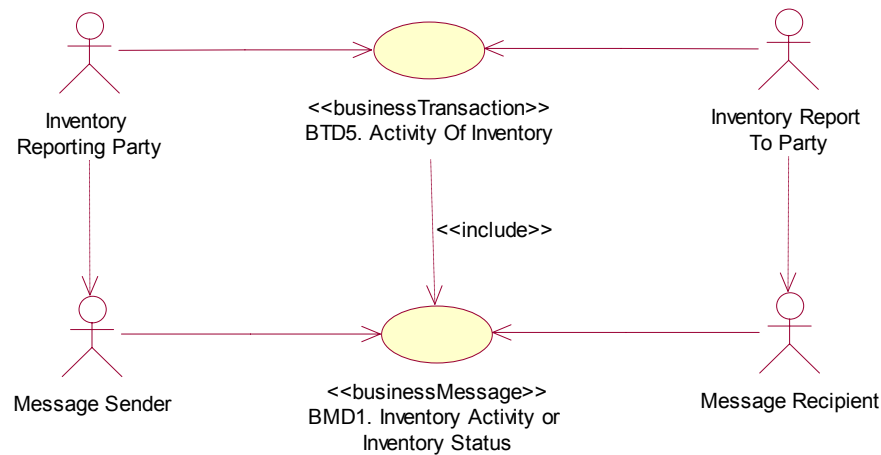 Inventory
Reporting Party
<<businessTransaction>>
BTD5. Activity Of Inventory
Inventory Report
To Party
<<include>>
Message Sender
<<businessMessage>>
BMD1. Inventory Activity or
Inventory Status
Message Recipient